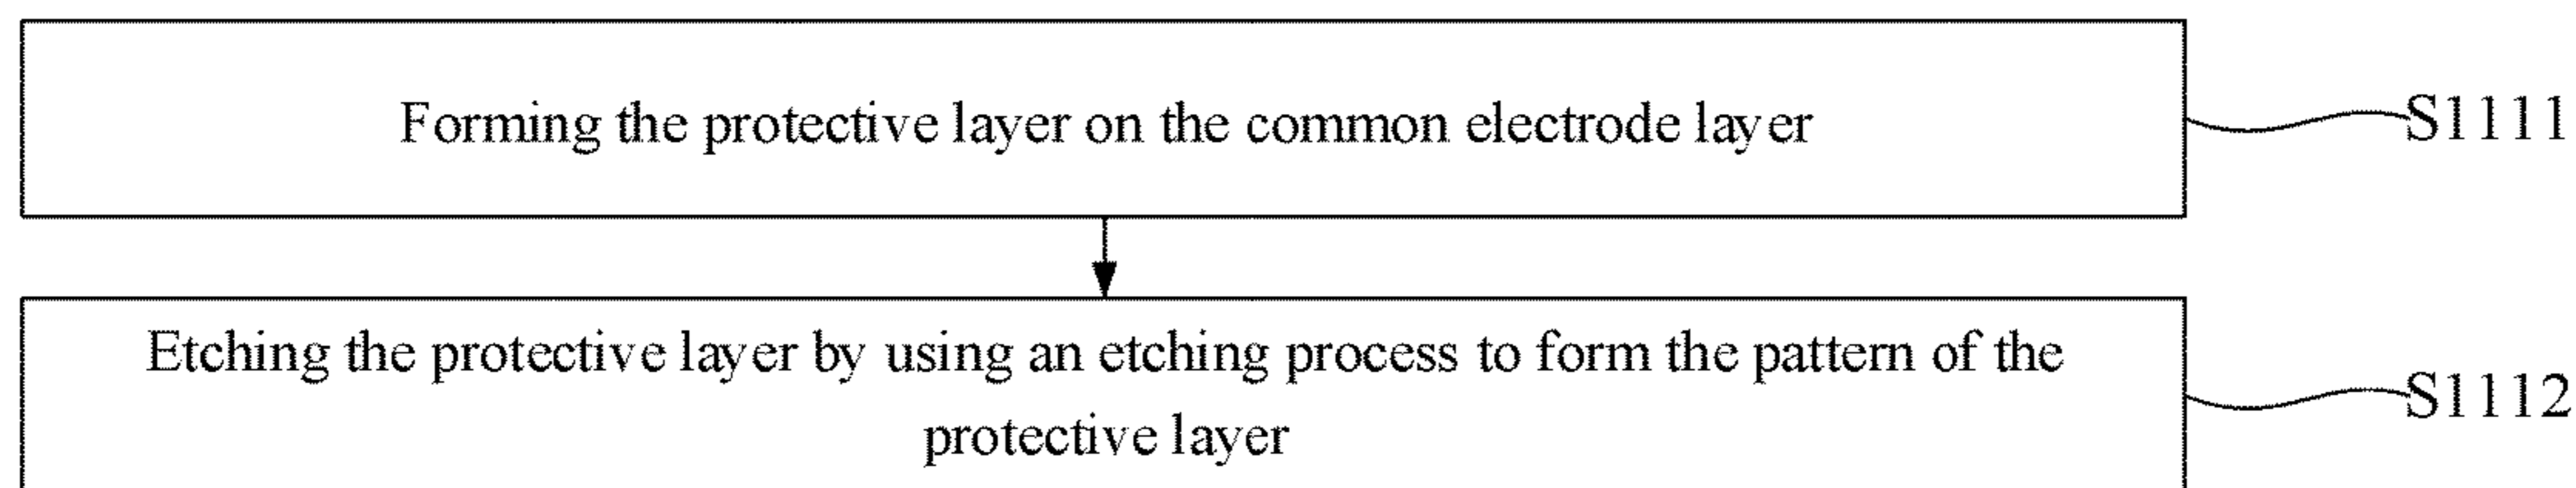 Forming the protective layer on the common electrode layer
S1111
Etching the protective layer by using an etching process to form the pattern of the
protective layer
S1112